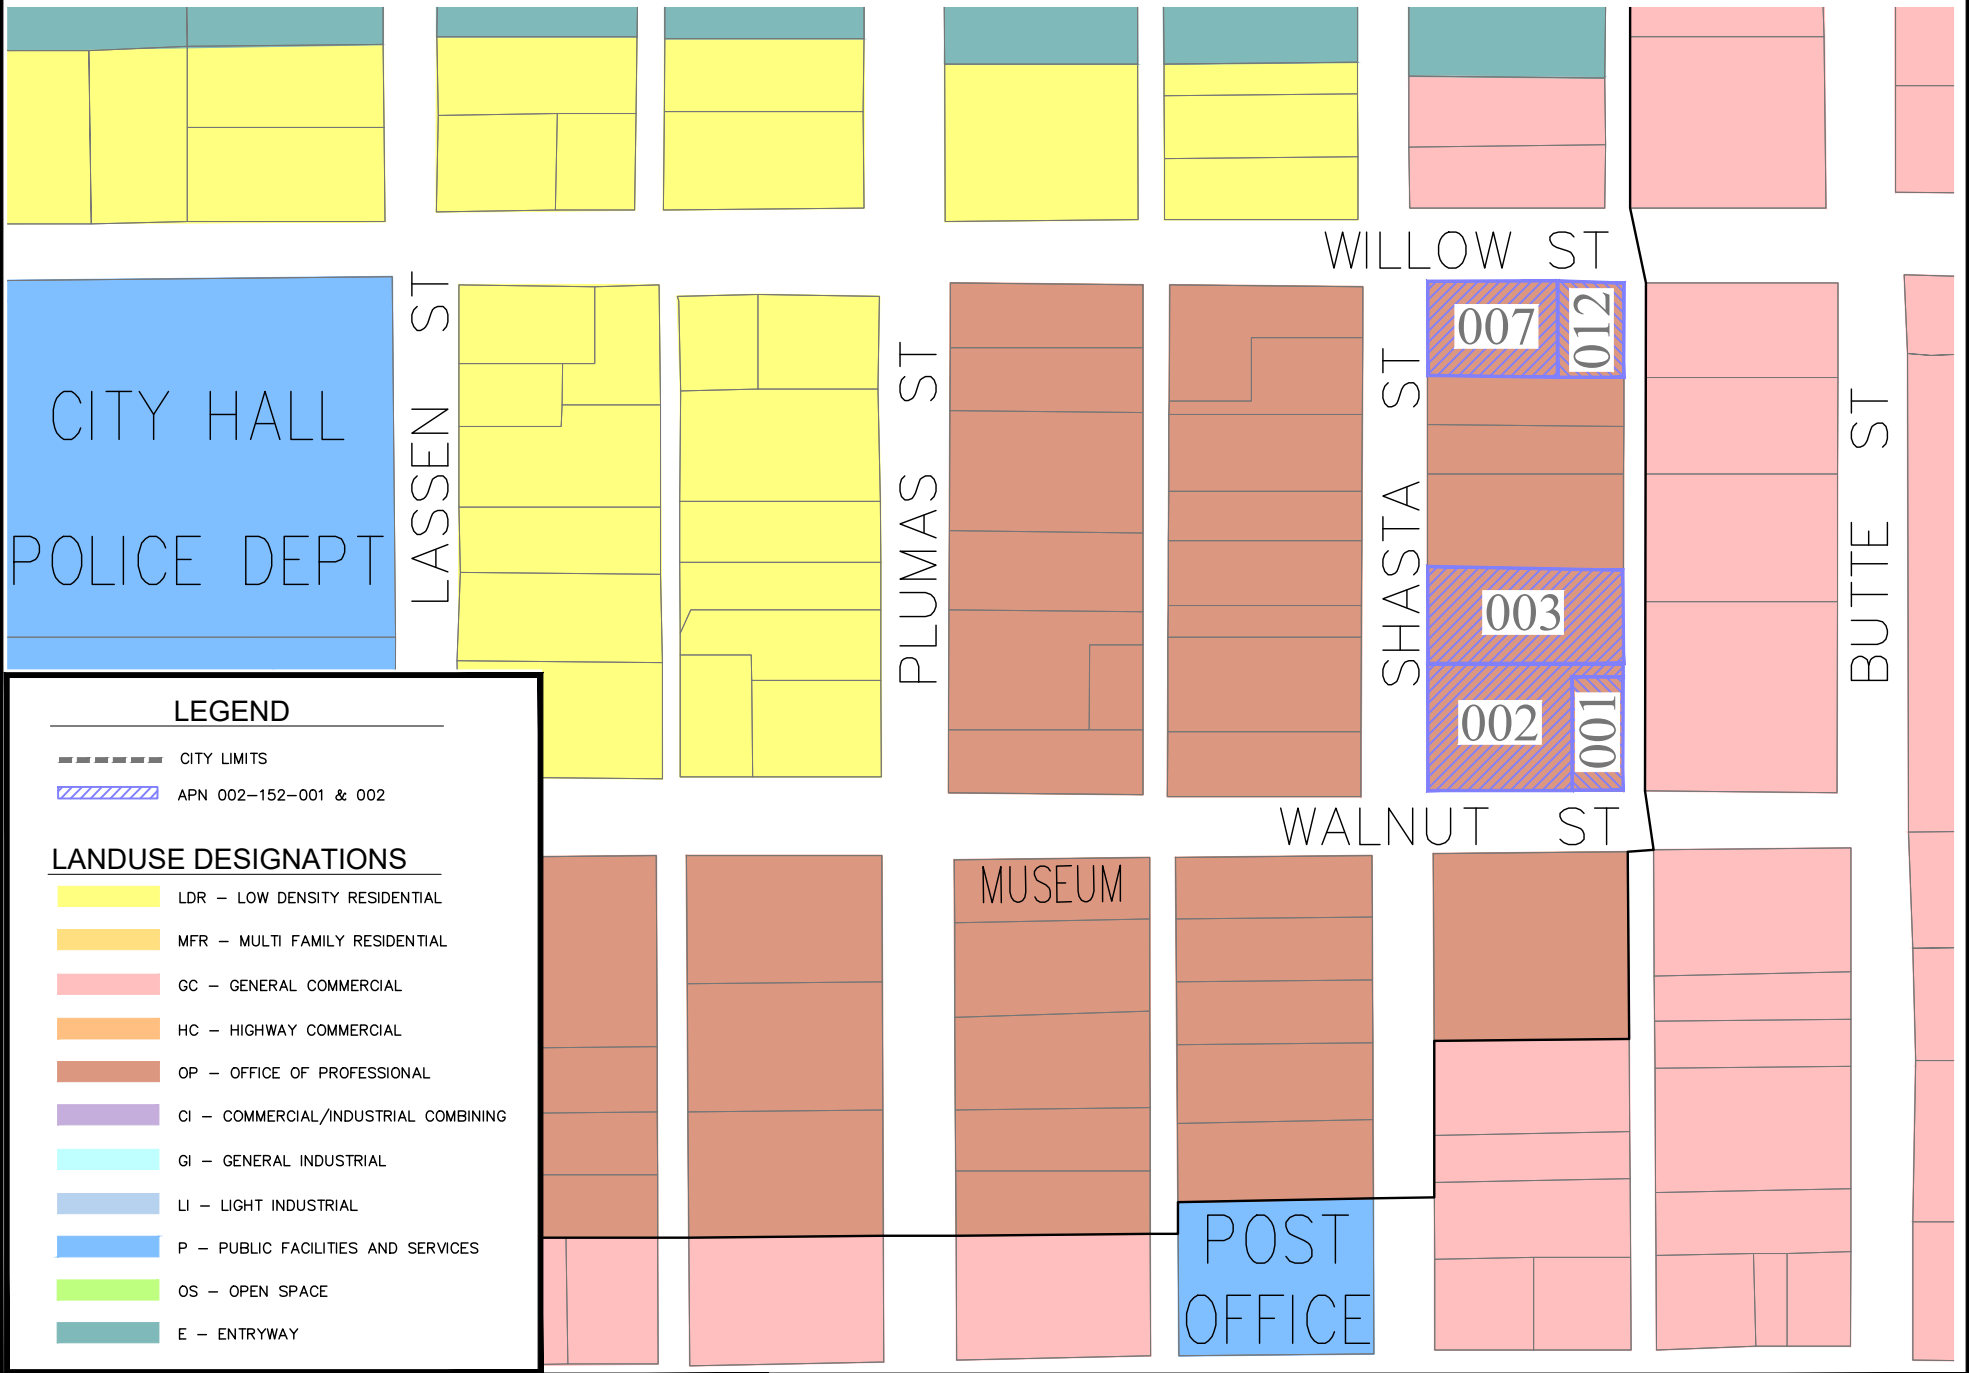 WILLOW ST
007
012
LASSEN ST
CITY HALL
POLICE DEPT
PLUMAS ST
SHASTA ST
BUTTE ST
003
002
001
WALNUT ST
MUSEUM
POST
OFFICE
LEGEND
CITY LIMITS
APN 002-152-001 & 002
LANDUSE DESIGNATIONS
LDR - LOW DENSITY RESIDENTIAL
MFR - MULTI FAMILY RESIDENTIAL
GC - GENERAL COMMERCIAL
HC - HIGHWAY COMMERCIAL
OP - OFFICE OF PROFESSIONAL
CI - COMMERCIAL/INDUSTRIAL COMBINING
GI - GENERAL INDUSTRIAL
LI - LIGHT INDUSTRIAL
P - PUBLIC FACILITIES AND SERVICES
OS - OPEN SPACE
E - ENTRYWAY